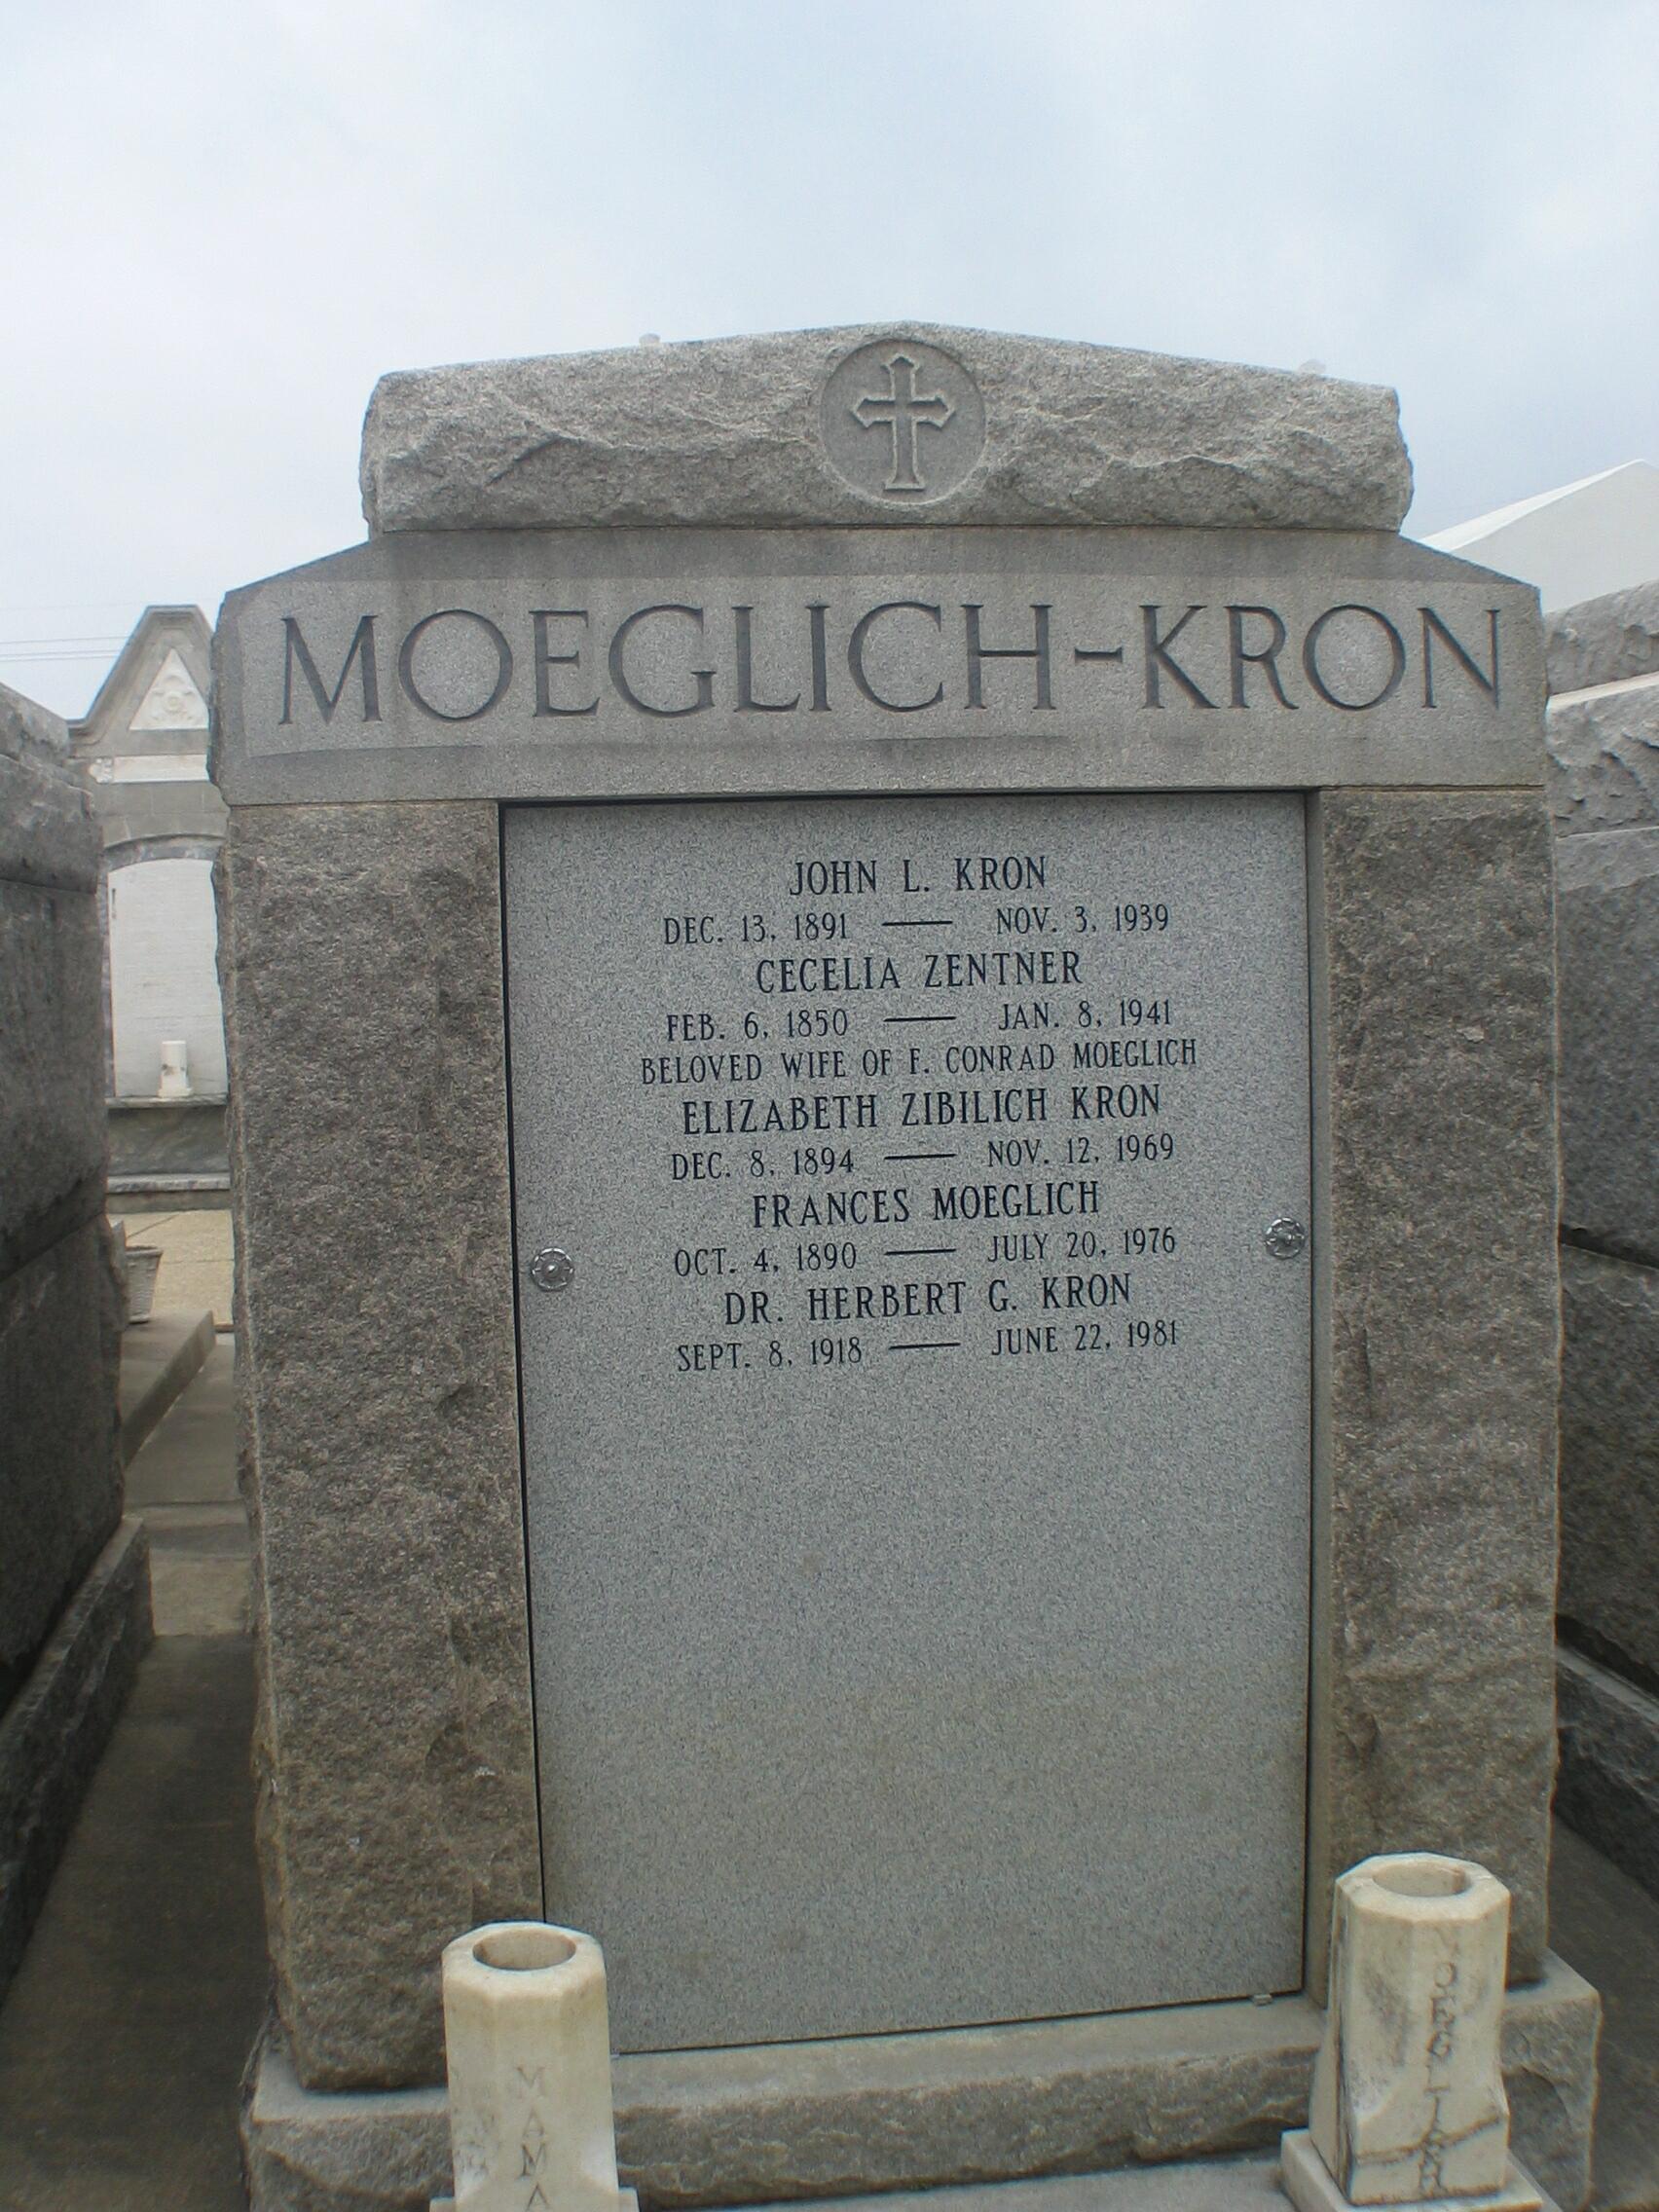 MOEGLICH-KRON
JOHN L. KRON
DEC. 13, 1891 — NOV. 3, 1939
CECELIA ZENTNER
FEB. 6, 1850 — JAN. 8, 1941
BELOVED WIFE OF F. CONRAD MOEGLICH
ELIZABETH ZIBILICH KRON
DEC. 8, 1894 — NOV. 12, 1969
FRANCES MOEGLICH
OCT. 4, 1890 — JULY 20, 1976
DR. HERBERT G. KRON
SEPT. 8, 1918 — JUNE 22, 1981
MAMA
MOEGLICH